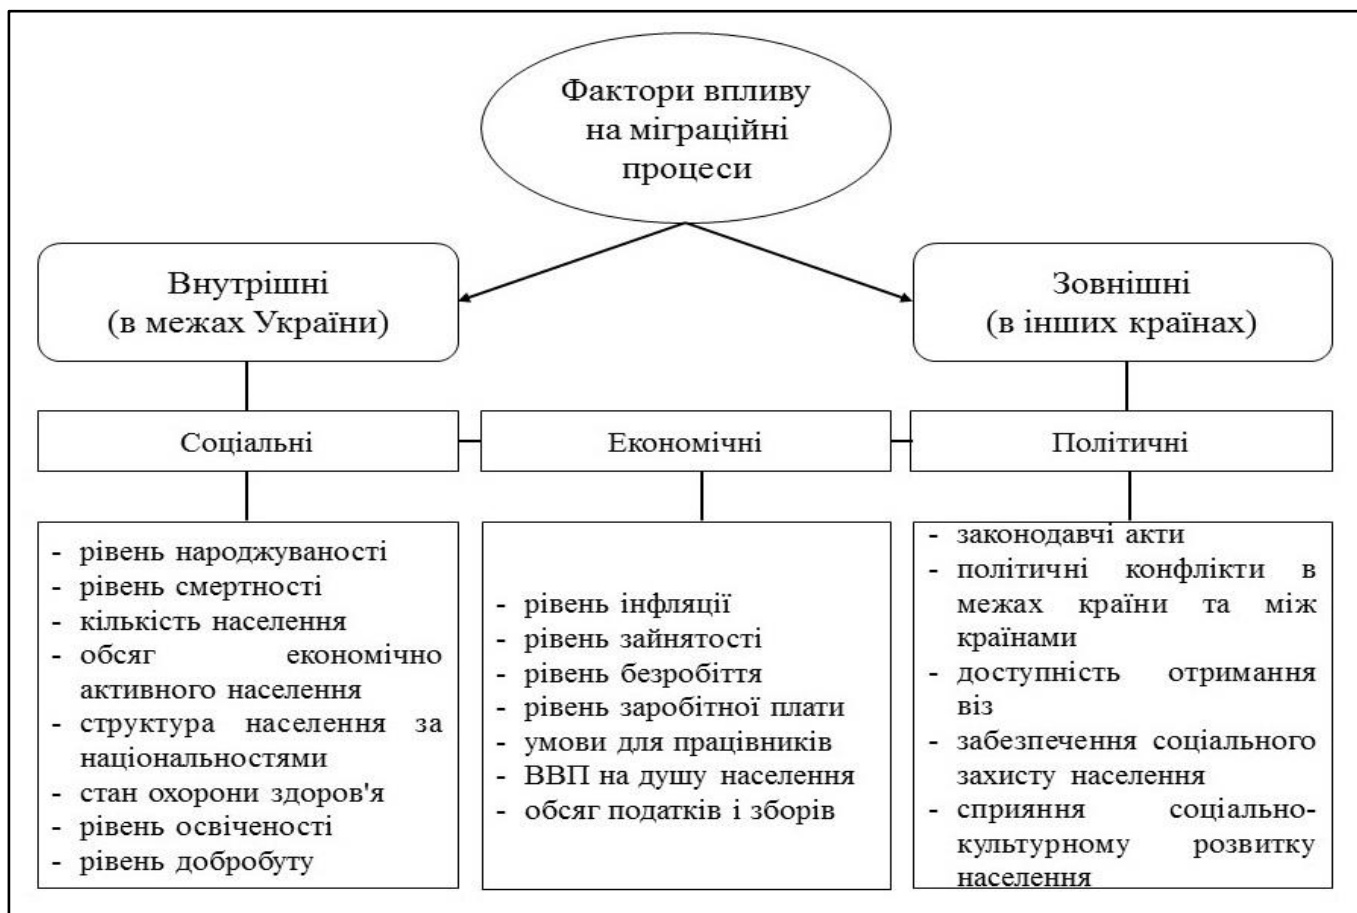 Фактори впливу
на міграційні
процеси
Внутрішні
(в межах України)
Зовнішні
(в інших країнах)
Соціальні
Економічні
Політичні
- рівень народжуваності
- рівень смертності
- кількість населення
- обсяг економічно
активного населення
- структура населення за
національностями
- стан охорони здоров'я
- рівень освіченості
- рівень добробуту
- рівень інфляції
- рівень зайнятості
- рівень безробіття
- рівень заробітної плати
- умови для працівників
- ВВП на душу населення
- обсяг податків і зборів
- законодавчі акти
- політичні конфлікти в
межах країни та між
країнами
- доступність отримання
віз
- забезпечення соціального
захисту населення
- сприяння соціально-
культурному розвитку
населення